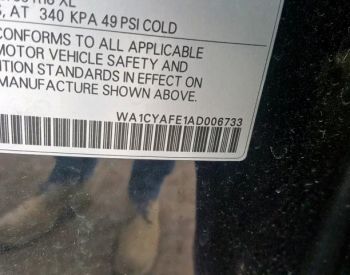 XL
, AT 340 KPA 49 PSI COLD
CONFORMS TO ALL APPLICABLE
MOTOR VEHICLE SAFETY AND
STANDARDS IN EFFECT ON
MANUFACTURE SHOWN ABOVE.
WA1CYAFE1AD006733